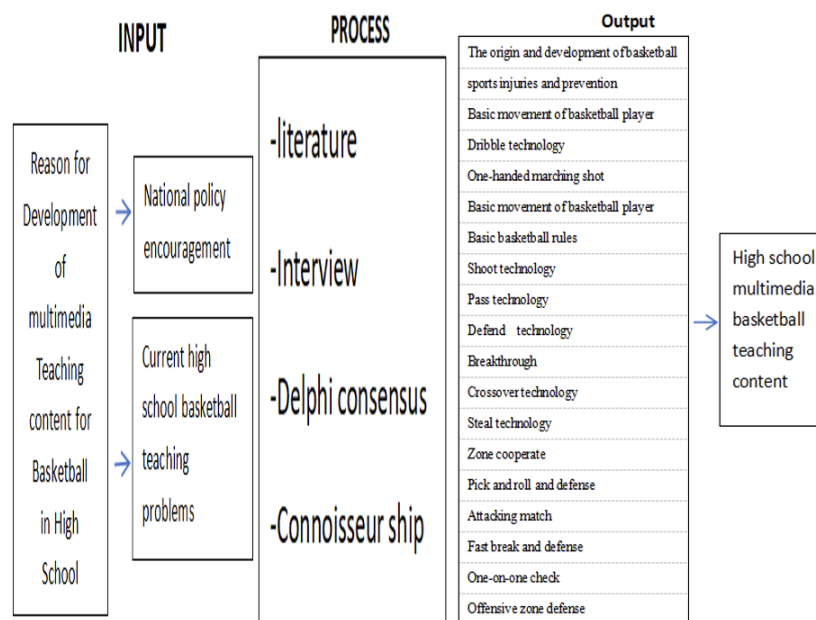 INPUT
Reason for
Development
of
multimedia
Teaching
content for
Basketball
in High
School
National policy
encouragement
Current high
school basketball
teaching
problems
PROCESS
-literature
-Interview
-Delphi consensus
-Connoisseur ship
Output
The origin and development of basketball
sports injuries and prevention
Basic movement of basketball player
Dribble technology
One-handed marching shot
Basic movement of basketball player
Basic basketball rules
Shoot technology
Pass technology
Defend technology
Breakthrough
Crossover technology
Steal technology
Zone cooperate
Pick and roll and defense
Attacking match
Fast break and defense
One-on-one check
Offensive zone defense
High school
multimedia
basketball
teaching
content